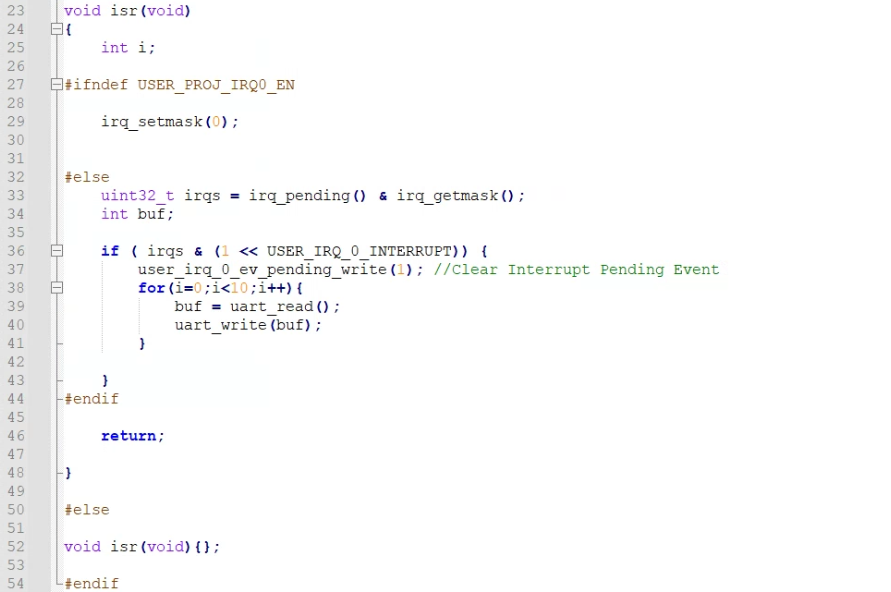 23 void isr(void)
24 {
25     int i;
26
27 #ifndef USER_PROJ_IRQ0_EN
28
29     irq_setmask(0);
30
31
32 #else
33     uint32_t irqs = irq_pending() & irq_getmask();
34     int buf;
35
36     if ( irqs & (1 << USER_IRQ_0_INTERRUPT)) {
37         user_irq_0_ev_pending_write(1); //Clear Interrupt Pending Event
38         for(i=0;i<10;i++){
39             buf = uart_read();
40             uart_write(buf);
41         }
42
43     }
44 #endif
45
46     return;
47
48 }
49
50 #else
51
52 void isr(void){};
53
54 #endif